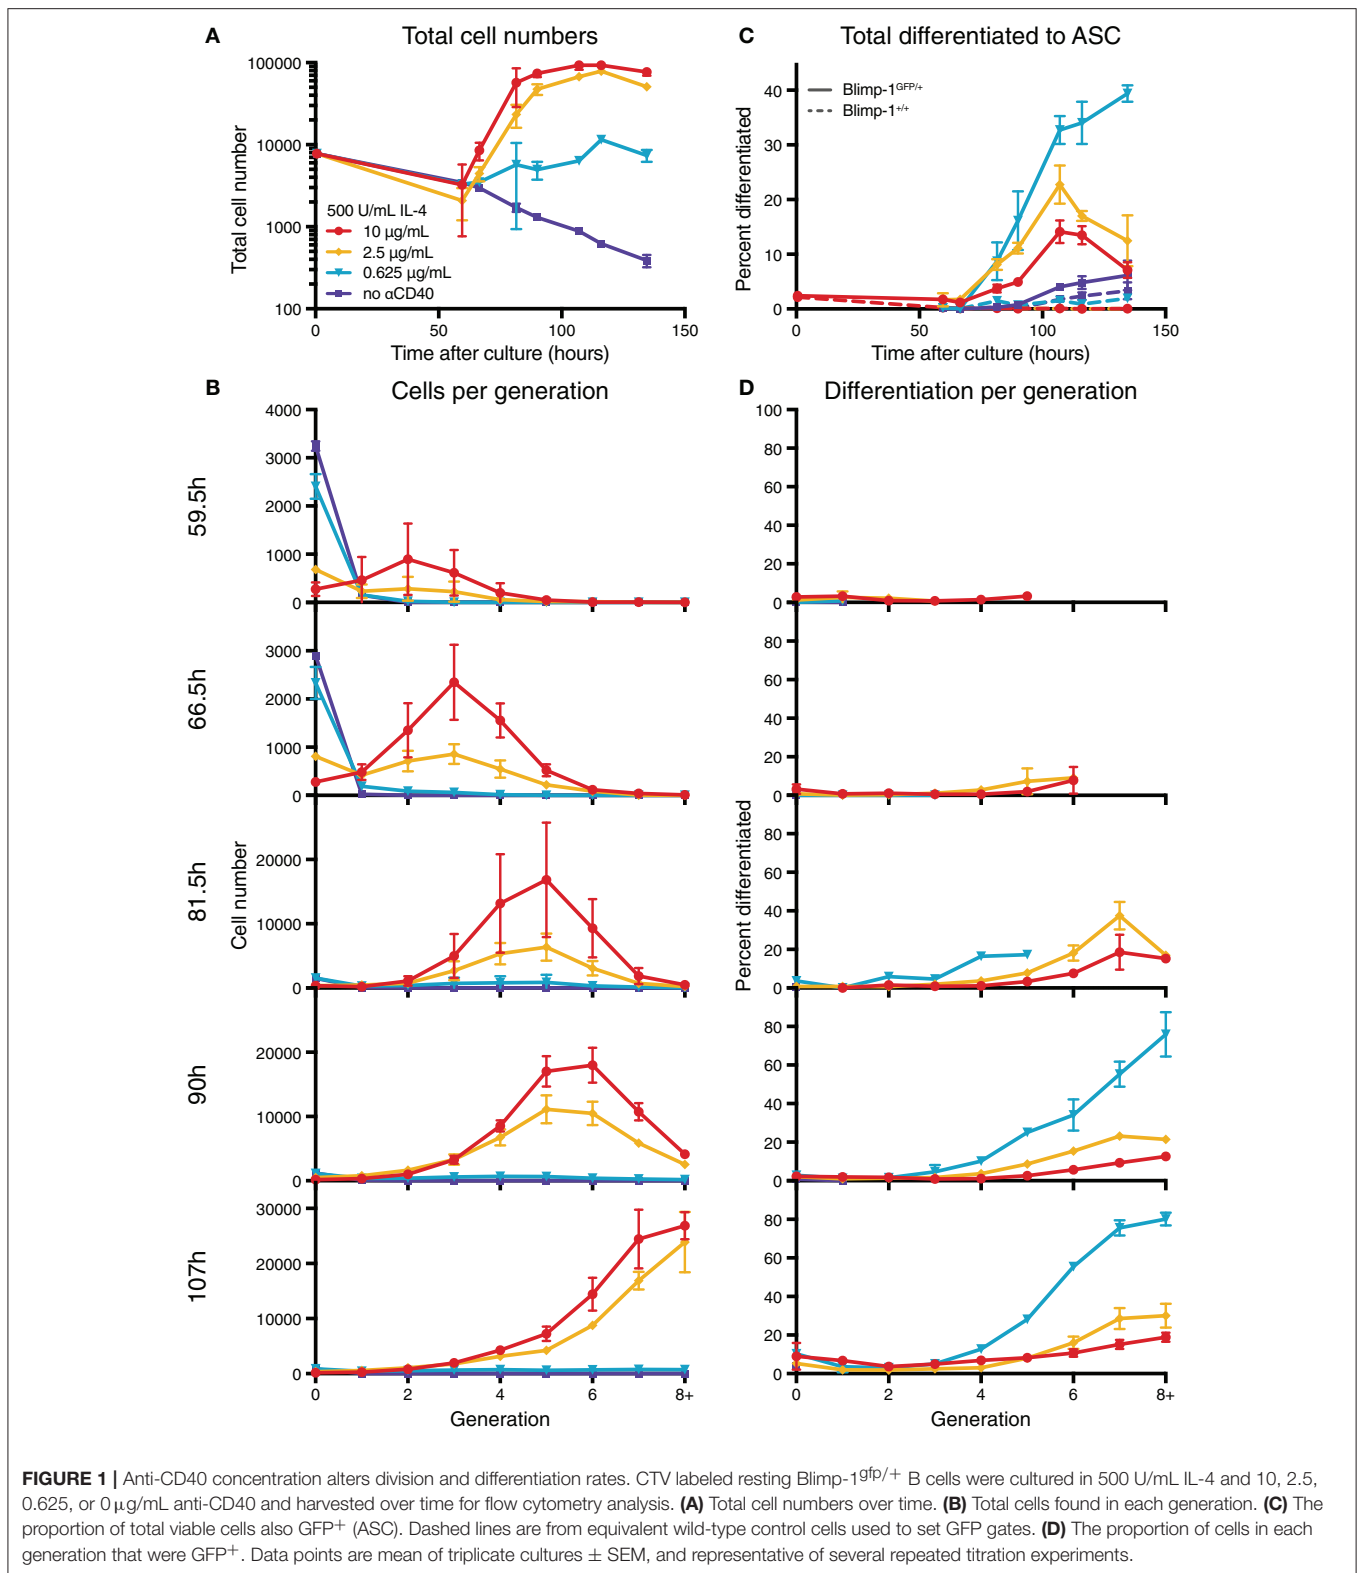 A
Total cell numbers
100000
10000
1000
100
Total cell number
500 U/mL IL-4
10 µg/mL
2.5 µg/mL
0.625 µg/mL
no αCD40
0
50
100
150
Time after culture (hours)
C
Total differentiated to ASC
40
30
20
10
0
Percent differentiated
Blimp-1GFP/+
Blimp-1+/+
0
50
100
150
Time after culture (hours)
B
Cells per generation
59.5h
4000
3000
2000
1000
0
66.5h
3000
2000
1000
0
81.5h
Cell number
20000
10000
0
90h
20000
10000
0
107h
30000
20000
10000
0
0
2
4
6
8+
Generation
D
Differentiation per generation
100
80
60
40
20
0
80
60
40
20
0
Percent differentiated
80
60
40
20
0
80
60
40
20
0
80
60
40
20
0
0
2
4
6
8+
Generation
FIGURE 1 | Anti-CD40 concentration alters division and differentiation rates. CTV labeled resting Blimp-1gfp/+ B cells were cultured in 500 U/mL IL-4 and 10, 2.5,
0.625, or 0 µg/mL anti-CD40 and harvested over time for flow cytometry analysis. (A) Total cell numbers over time. (B) Total cells found in each generation. (C) The
proportion of total viable cells also GFP+ (ASC). Dashed lines are from equivalent wild-type control cells used to set GFP gates. (D) The proportion of cells in each
generation that were GFP+. Data points are mean of triplicate cultures ± SEM, and representative of several repeated titration experiments.